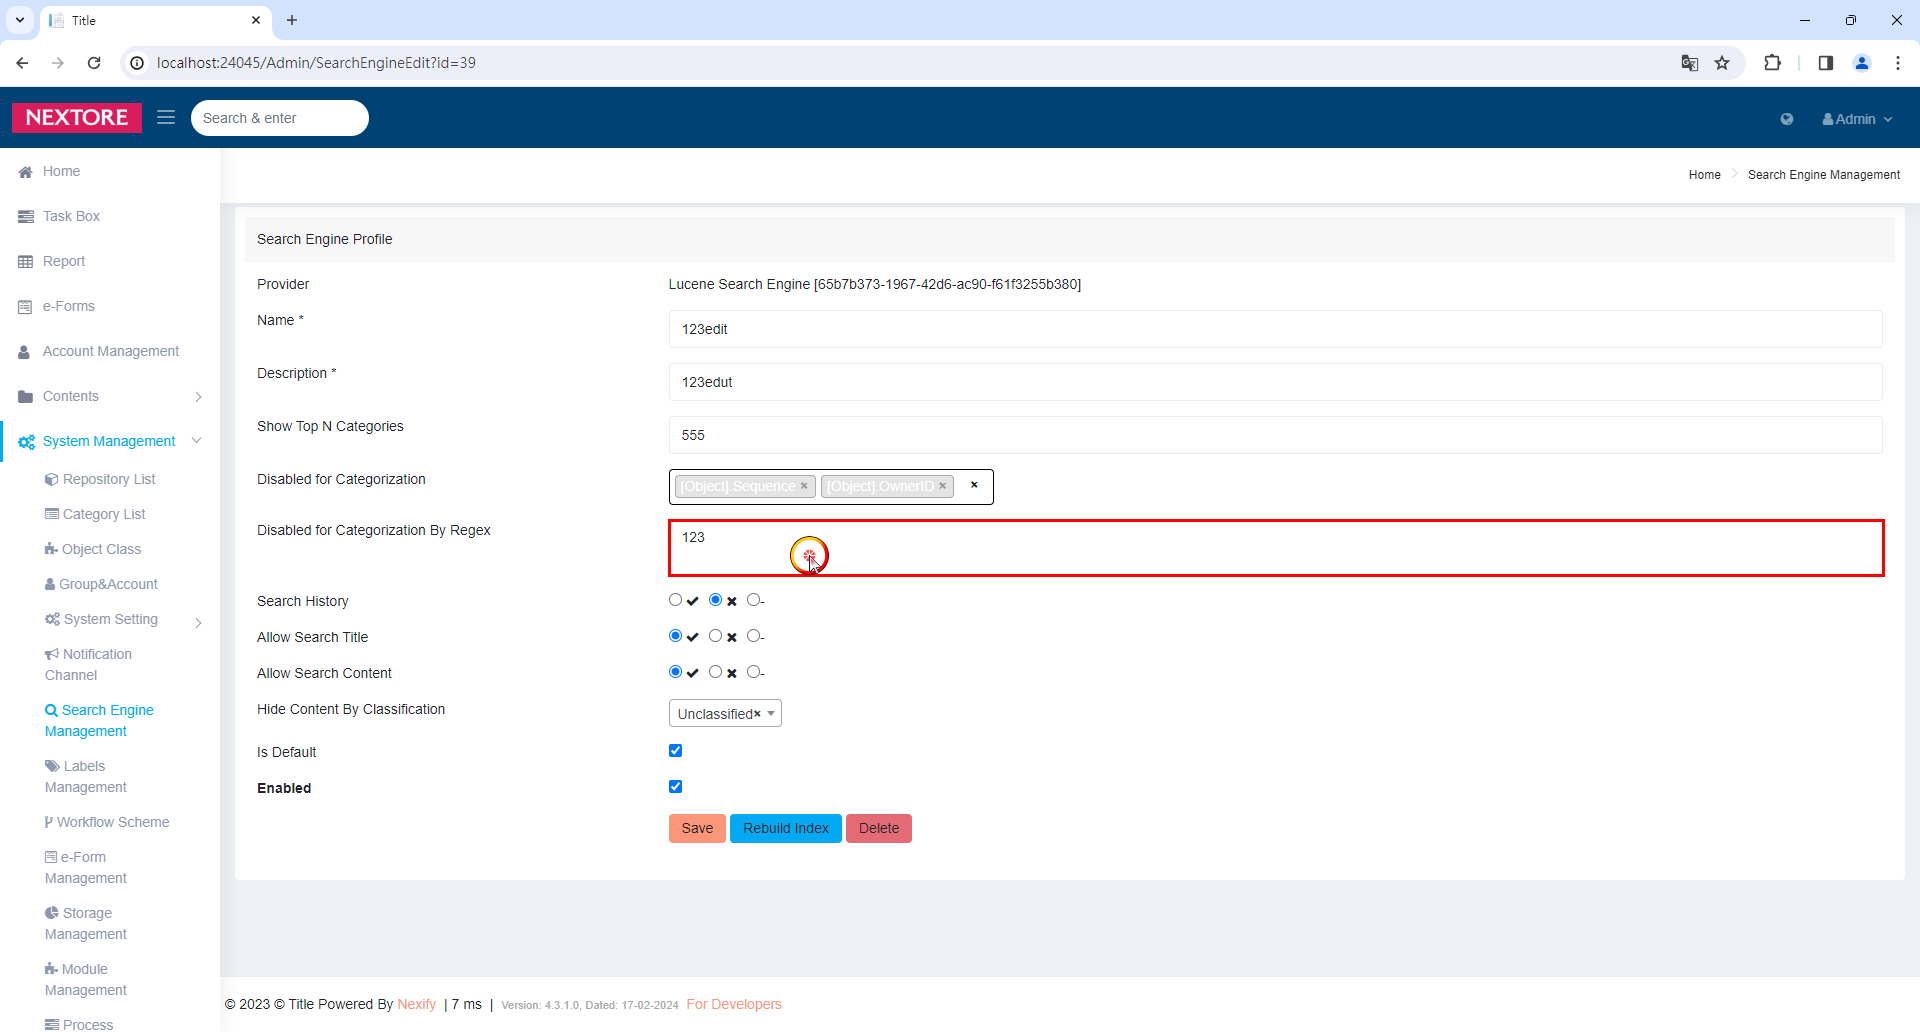 Title
localhost:24045/Admin/SearchEngineEdit?id=39
NEXTORE
Search & enter
Admin
Home
Task Box
Report
e-Forms
Account Management
Contents
System Management
Repository List
Category List
Object Class
Group&Account
System Setting
Notification
Channel
Search Engine
Management
Labels
Management
Workflow Scheme
e-Form
Management
Storage
Management
Module
Management
Process
Home > Search Engine Management
Search Engine Profile
Provider Lucene Search Engine [65b7b373-1967-42d6-ac90-f61f3255b380]
Name * 123edit
Description * 123edut
Show Top N Categories 555
Disabled for Categorization [Object].Sequence × [Object].OwnerID × ×
Disabled for Categorization By Regex 123
Search History ✔ ✖ -
Allow Search Title ✔ ✖ -
Allow Search Content ✔ ✖ -
Hide Content By Classification Unclassified×
Is Default
Enabled
Save Rebuild Index Delete
© 2023 © Title Powered By Nexify | 7 ms | Version: 4.3.1.0, Dated: 17-02-2024 For Developers